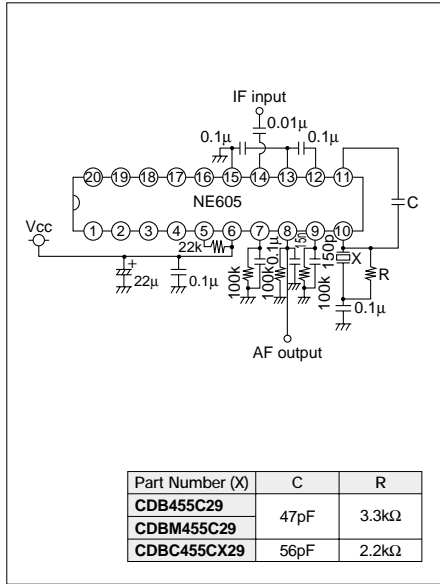 IF input
0.01μ
0.1μ
0.1μ
20 19 18 17 16 15 14 13 12 11
NE605
C
1 2 3 4 5 6 7 8 9 10
Vcc
22k
+
22μ
0.1μ
100k
0.1μ
100k
15n
150p
100k
X
R
0.1μ
AF output
Part Number (X) C R
CDB455C29 47pF 3.3kΩ
CDBM455C29
CDBC455CX29 56pF 2.2kΩ